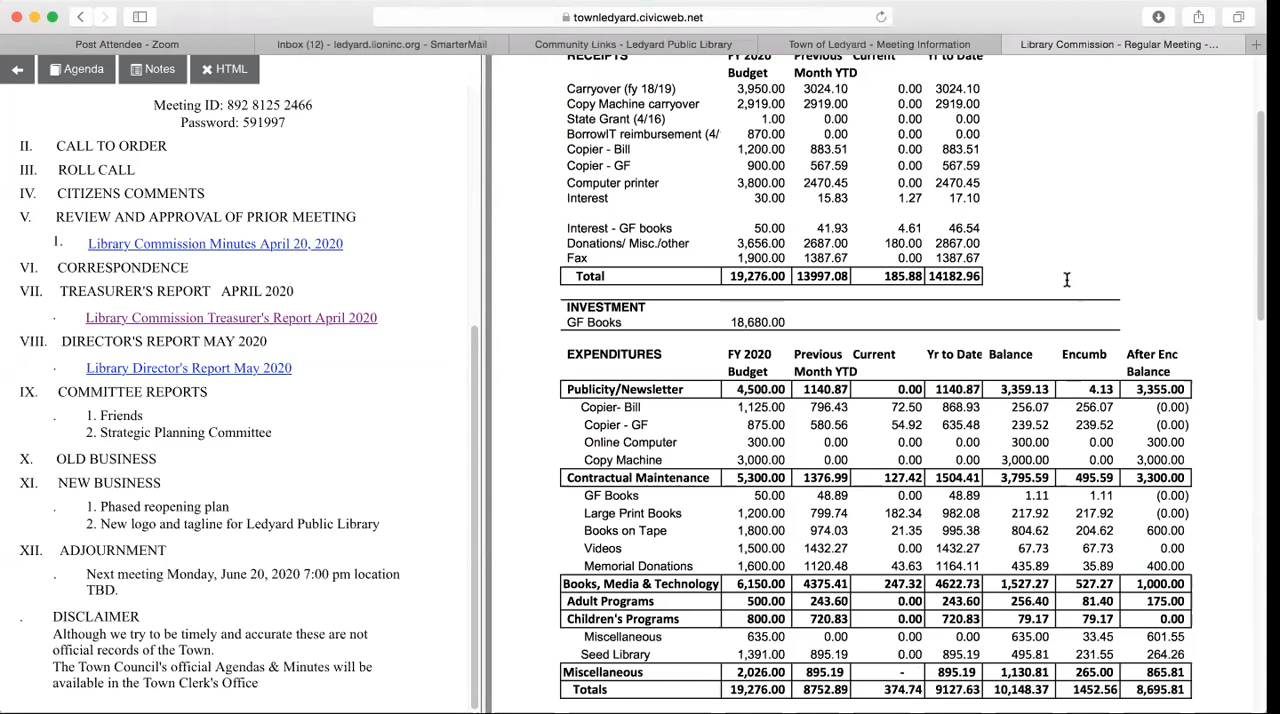 townledyard.civicweb.net
Post Attendee - Zoom
Inbox (12) - ledyard.iioninc.org - SmarterMail
Community Links - Ledyard Public Library
Town of Ledyard - Meeting Information
Library Commission - Regular Meeting -...
Agenda
Notes
HTML
Meeting ID: 892 8125 2466
Password: 591997
II. CALL TO ORDER
III. ROLL CALL
IV. CITIZENS COMMENTS
V. REVIEW AND APPROVAL OF PRIOR MEETING
1. Library Commission Minutes April 20, 2020
VI. CORRESPONDENCE
VII. TREASURER'S REPORT APRIL 2020
. Library Commission Treasurer's Report April 2020
VIII. DIRECTOR'S REPORT MAY 2020
. Library Director's Report May 2020
IX. COMMITTEE REPORTS
. 1. Friends
2. Strategic Planning Committee
X. OLD BUSINESS
XI. NEW BUSINESS
. 1. Phased reopening plan
2. New logo and tagline for Ledyard Public Library
XII. ADJOURNMENT
. Next meeting Monday, June 20, 2020 7:00 pm location
TBD.
. DISCLAIMER
Although we try to be timely and accurate these are not
official records of the Town.
The Town Council's official Agendas & Minutes will be
available in the Town Clerk's Office
RECEIPTS FY 2020 Previous Current Yr to Date
Budget Month YTD
Carryover (fy 18/19) 3,950.00 3024.10 0.00 3024.10
Copy Machine carryover 2,919.00 2919.00 0.00 2919.00
State Grant (4/16) 1.00 0.00 0.00 0.00
BorrowIT reimbursement (4/ 870.00 0.00 0.00 0.00
Copier - Bill 1,200.00 883.51 0.00 883.51
Copier - GF 900.00 567.59 0.00 567.59
Computer printer 3,800.00 2470.45 0.00 2470.45
Interest 30.00 15.83 1.27 17.10
Interest - GF books 50.00 41.93 4.61 46.54
Donations/ Misc./other 3,656.00 2687.00 180.00 2867.00
Fax 1,900.00 1387.67 0.00 1387.67
Total 19,276.00 13997.08 185.88 14182.96
INVESTMENT
GF Books 18,680.00
EXPENDITURES FY 2020 Previous Current Yr to Date Balance Encumb After Enc
Budget Month YTD Balance
Publicity/Newsletter 4,500.00 1140.87 0.00 1140.87 3,359.13 4.13 3,355.00
Copier- Bill 1,125.00 796.43 72.50 868.93 256.07 256.07 (0.00)
Copier - GF 875.00 580.56 54.92 635.48 239.52 239.52 (0.00)
Online Computer 300.00 0.00 0.00 0.00 300.00 0.00 300.00
Copy Machine 3,000.00 0.00 0.00 0.00 3,000.00 0.00 3,000.00
Contractual Maintenance 5,300.00 1376.99 127.42 1504.41 3,795.59 495.59 3,300.00
GF Books 50.00 48.89 0.00 48.89 1.11 1.11 (0.00)
Large Print Books 1,200.00 799.74 182.34 982.08 217.92 217.92 (0.00)
Books on Tape 1,800.00 974.03 21.35 995.38 804.62 204.62 600.00
Videos 1,500.00 1432.27 0.00 1432.27 67.73 67.73 0.00
Memorial Donations 1,600.00 1120.48 43.63 1164.11 435.89 35.89 400.00
Books, Media & Technology 6,150.00 4375.41 247.32 4622.73 1,527.27 527.27 1,000.00
Adult Programs 500.00 243.60 0.00 243.60 256.40 81.40 175.00
Children's Programs 800.00 720.83 0.00 720.83 79.17 79.17 0.00
Miscellaneous 635.00 0.00 0.00 0.00 635.00 33.45 601.55
Seed Library 1,391.00 895.19 0.00 895.19 495.81 231.55 264.26
Miscellaneous 2,026.00 895.19 - 895.19 1,130.81 265.00 865.81
Totals 19,276.00 8752.89 374.74 9127.63 10,148.37 1452.56 8,695.81